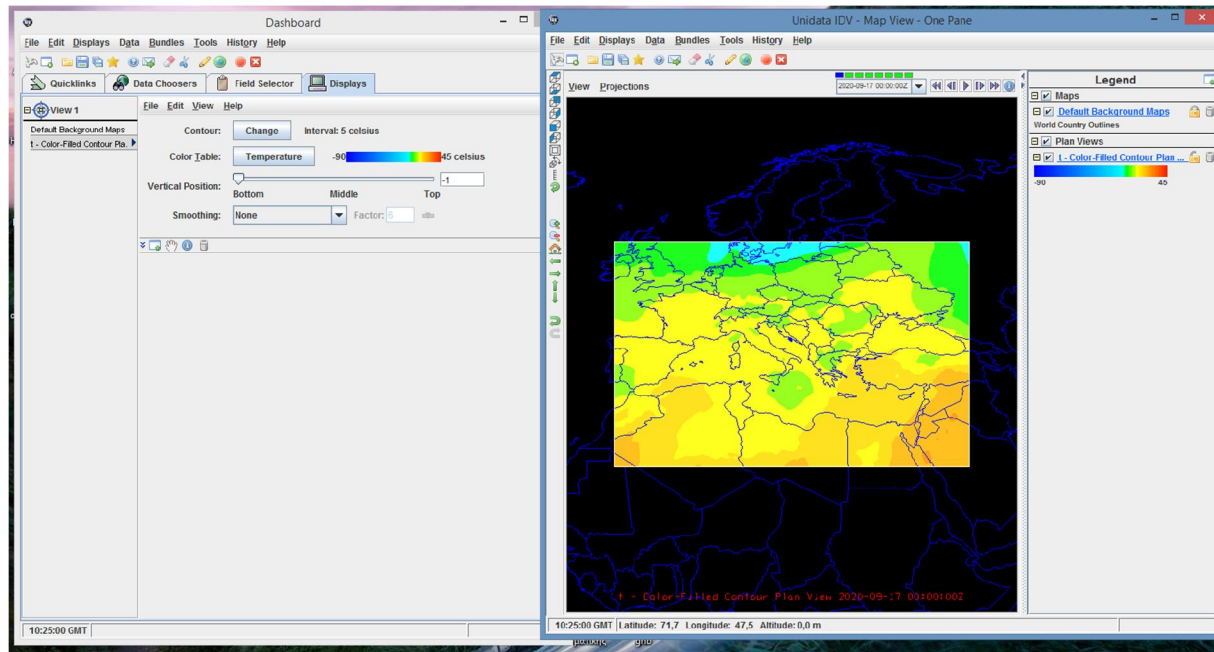 Dashboard
File Edit Displays Data Bundles Tools History Help
Quicklinks Data Choosers Field Selector Displays
View 1
Default Background Maps
t - Color-Filled Contour Pla.
File Edit View Help
Contour: Change Interval: 5 celsius
Color Table: Temperature -90 45 celsius
Vertical Position: -1
Bottom Middle Top
Smoothing: None Factor: 6
10:25:00 GMT
Unidata IDV - Map View - One Pane
File Edit Displays Data Bundles Tools History Help
View Projections
2020-09-17 00:00:00Z
Legend
Maps
Default Background Maps
World Country Outlines
Plan Views
t - Color-Filled Contour Plan ...
-90 45
t - Color-Filled Contour Plan View 2020-09-17 00:00:00Z
10:25:00 GMT Latitude: 71,7 Longitude: 47,5 Altitude: 0,0 m